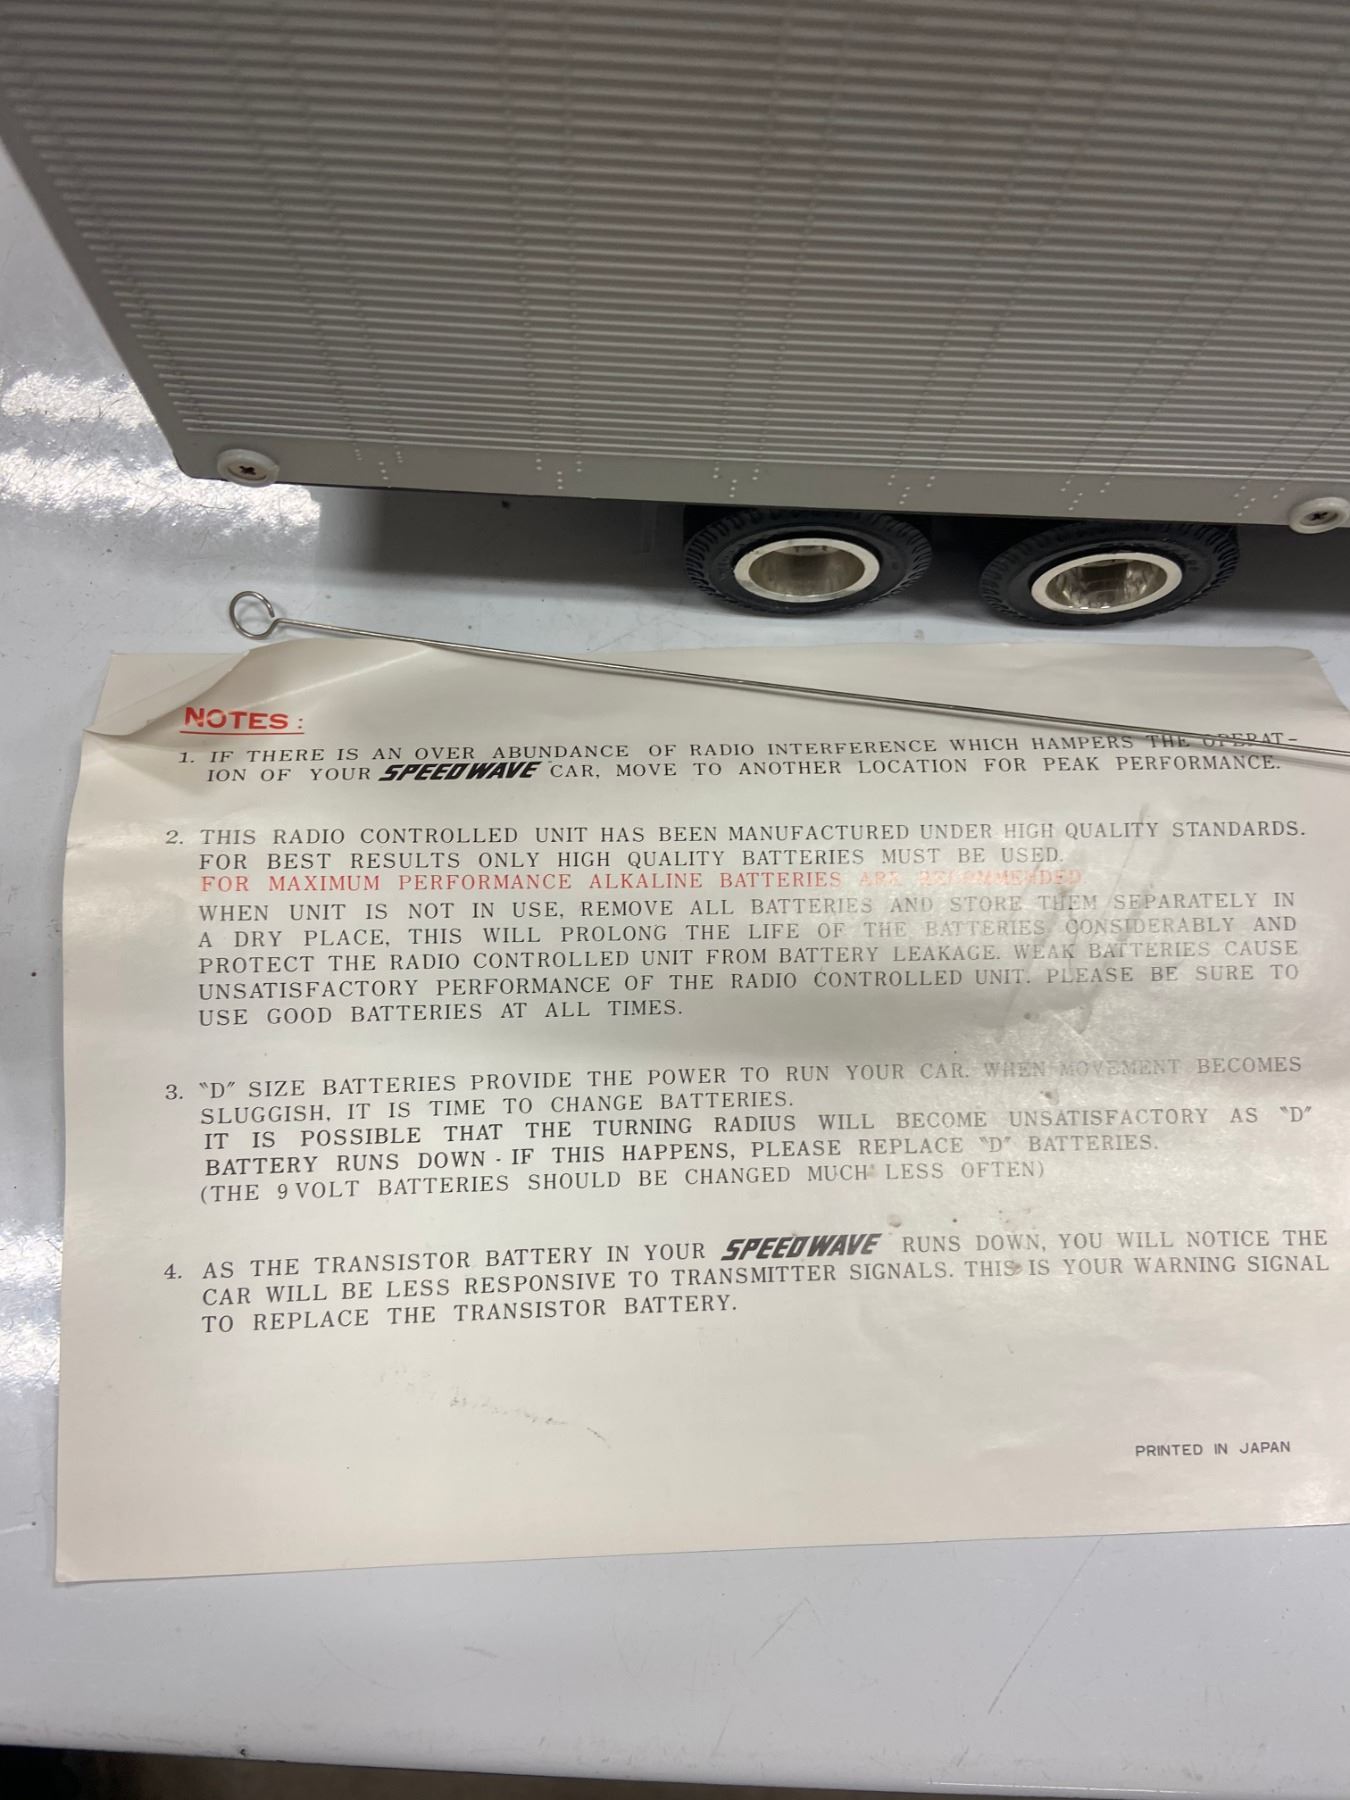 NOTES :
1. IF THERE IS AN OVER ABUNDANCE OF RADIO INTERFERENCE WHICH HAMPERS THE OPERAT-
ION OF YOUR SPEEDWAVE CAR, MOVE TO ANOTHER LOCATION FOR PEAK PERFORMANCE.
2. THIS RADIO CONTROLLED UNIT HAS BEEN MANUFACTURED UNDER HIGH QUALITY STANDARDS.
FOR BEST RESULTS ONLY HIGH QUALITY BATTERIES MUST BE USED.
FOR MAXIMUM PERFORMANCE ALKALINE BATTERIES ARE RECOMMENDED.
WHEN UNIT IS NOT IN USE, REMOVE ALL BATTERIES AND STORE THEM SEPARATELY IN
A DRY PLACE, THIS WILL PROLONG THE LIFE OF THE BATTERIES CONSIDERABLY AND
PROTECT THE RADIO CONTROLLED UNIT FROM BATTERY LEAKAGE. WEAK BATTERIES CAUSE
UNSATISFACTORY PERFORMANCE OF THE RADIO CONTROLLED UNIT. PLEASE BE SURE TO
USE GOOD BATTERIES AT ALL TIMES.
3. "D" SIZE BATTERIES PROVIDE THE POWER TO RUN YOUR CAR. WHEN MOVEMENT BECOMES
SLUGGISH, IT IS TIME TO CHANGE BATTERIES.
IT IS POSSIBLE THAT THE TURNING RADIUS WILL BECOME UNSATISFACTORY AS "D"
BATTERY RUNS DOWN - IF THIS HAPPENS, PLEASE REPLACE "D" BATTERIES.
(THE 9 VOLT BATTERIES SHOULD BE CHANGED MUCH LESS OFTEN)
4. AS THE TRANSISTOR BATTERY IN YOUR SPEEDWAVE RUNS DOWN, YOU WILL NOTICE THE
CAR WILL BE LESS RESPONSIVE TO TRANSMITTER SIGNALS. THIS IS YOUR WARNING SIGNAL
TO REPLACE THE TRANSISTOR BATTERY.
PRINTED IN JAPAN